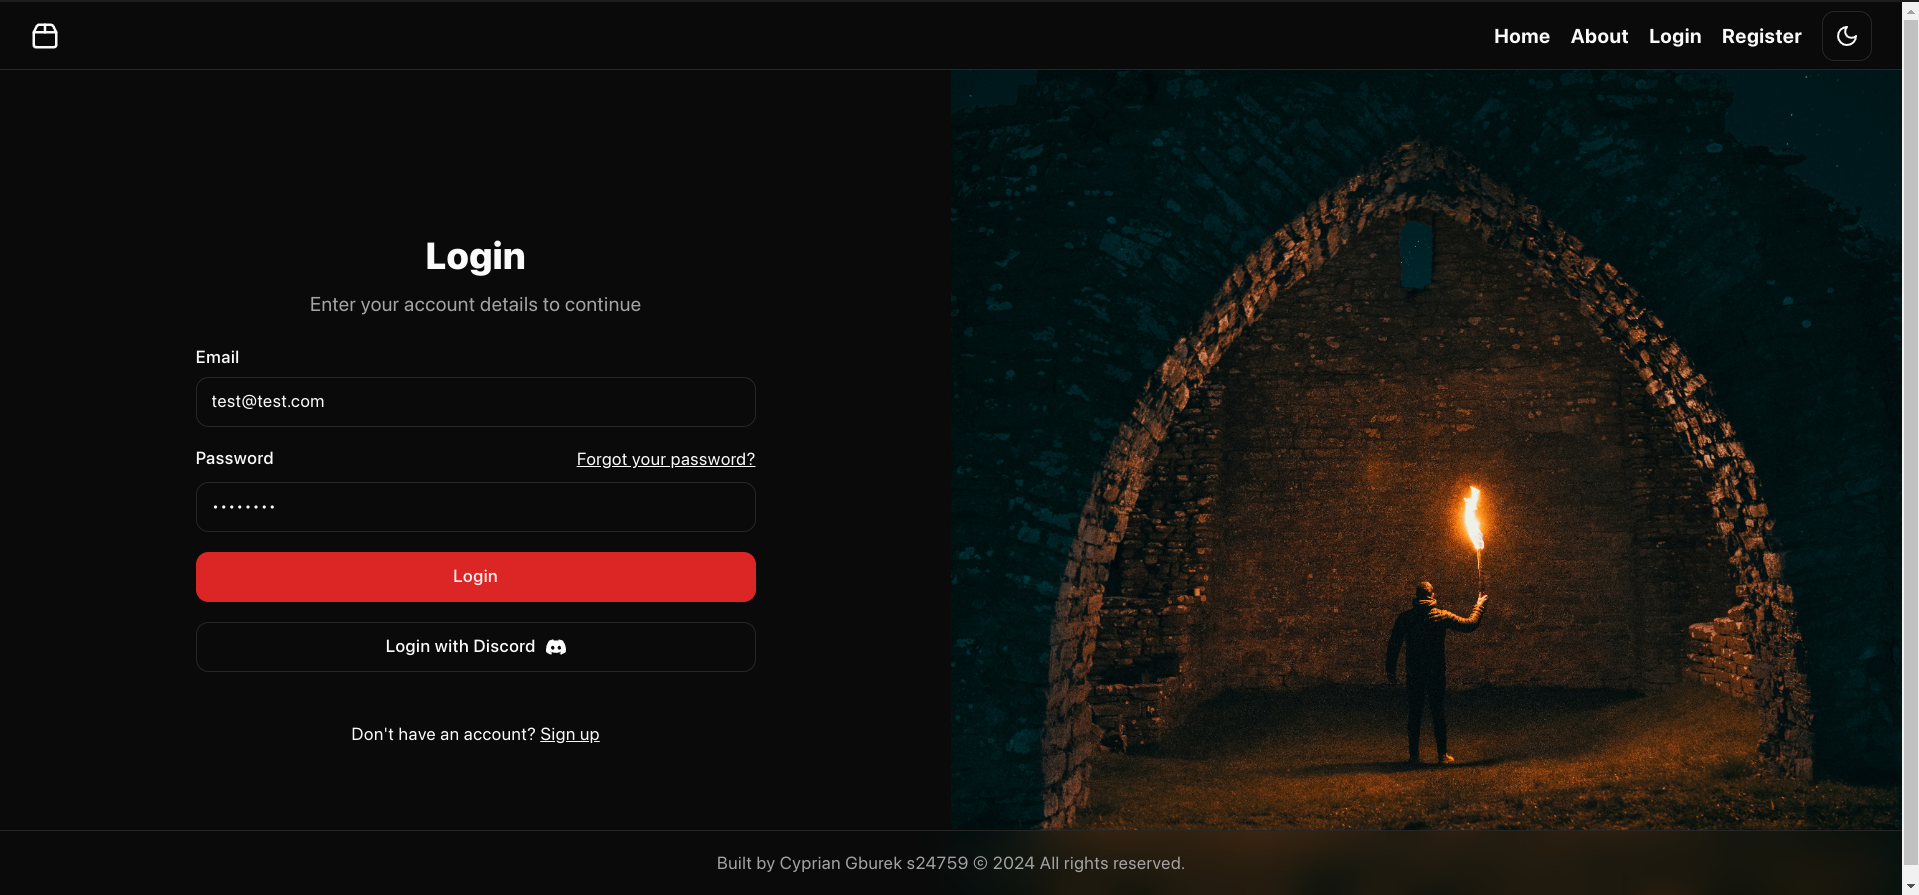 Home About Login Register
Login
Enter your account details to continue
Email
test@test.com
Password Forgot your password?
••••••••
Login
Login with Discord
Don't have an account? Sign up
Built by Cyprian Gburek s24759 © 2024 All rights reserved.